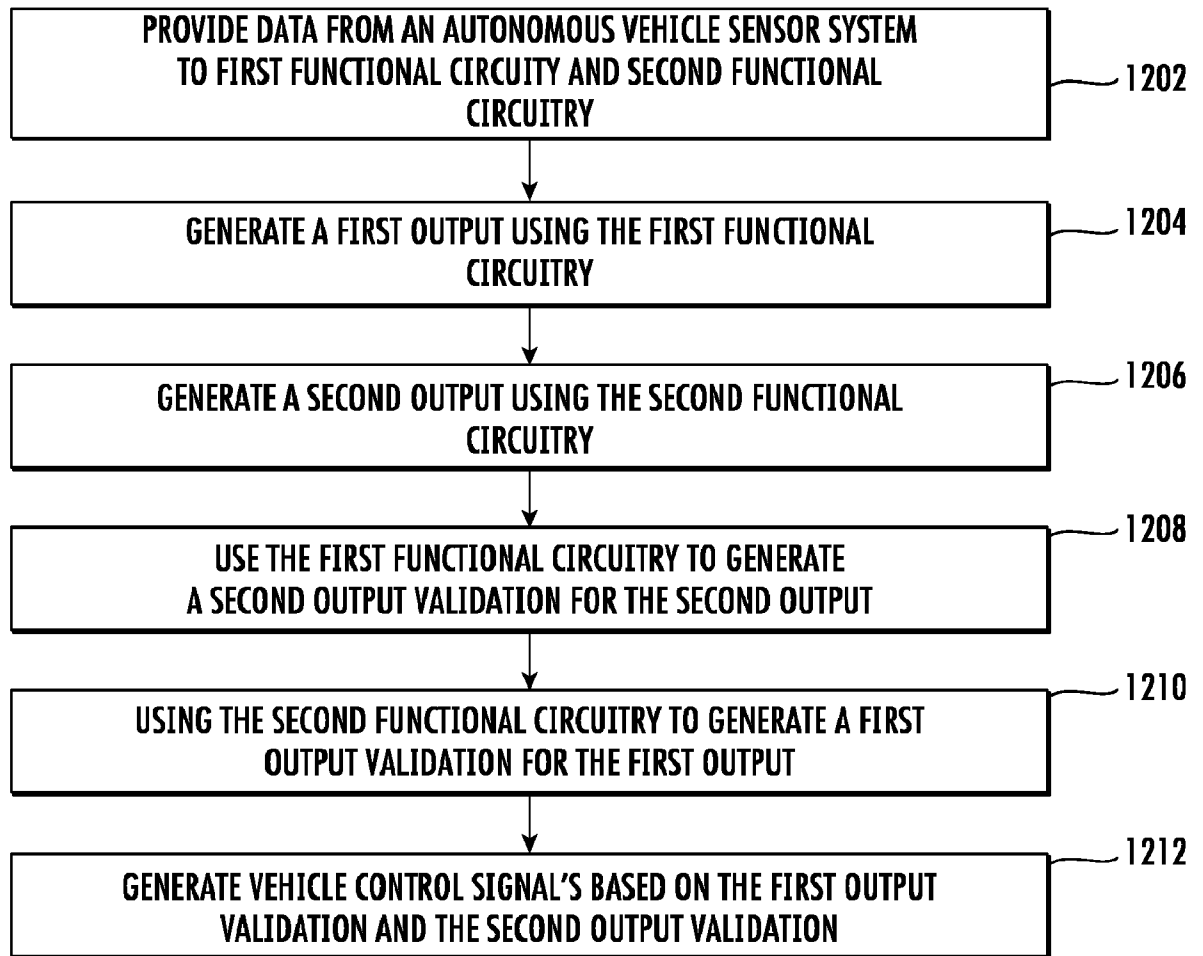 PROVIDE DATA FROM AN AUTONOMOUS VEHICLE SENSOR SYSTEM
TO FIRST FUNCTIONAL CIRCUITY AND SECOND FUNCTIONAL
CIRCUITRY
1202
GENERATE A FIRST OUTPUT USING THE FIRST FUNCTIONAL
CIRCUITRY
1204
GENERATE A SECOND OUTPUT USING THE SECOND FUNCTIONAL
CIRCUITRY
1206
USE THE FIRST FUNCTIONAL CIRCUITRY TO GENERATE
A SECOND OUTPUT VALIDATION FOR THE SECOND OUTPUT
1208
USING THE SECOND FUNCTIONAL CIRCUITRY TO GENERATE A FIRST
OUTPUT VALIDATION FOR THE FIRST OUTPUT
1210
GENERATE VEHICLE CONTROL SIGNAL'S BASED ON THE FIRST OUTPUT
VALIDATION AND THE SECOND OUTPUT VALIDATION
1212